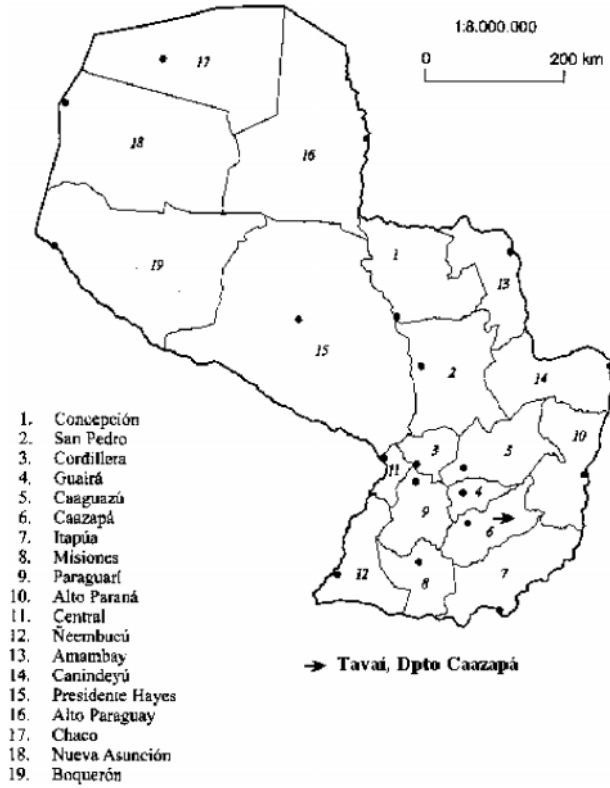 1:8.000.000
0 200 km
17
18
16
19
1
13
15
2
14
10
3
5
11
4
9
6
12
8
7
1. Concepción
2. San Pedro
3. Cordillera
4. Guairá
5. Caaguazú
6. Caazapá
7. Itapúa
8. Misiones
9. Paraguarí
10. Alto Paraná
11. Central
12. Ñeembucú
13. Amambay
14. Canindeyú
15. Presidente Hayes
16. Alto Paraguay
17. Chaco
18. Nueva Asunción
19. Boquerón
→ Tavaí, Dpto Caazapá